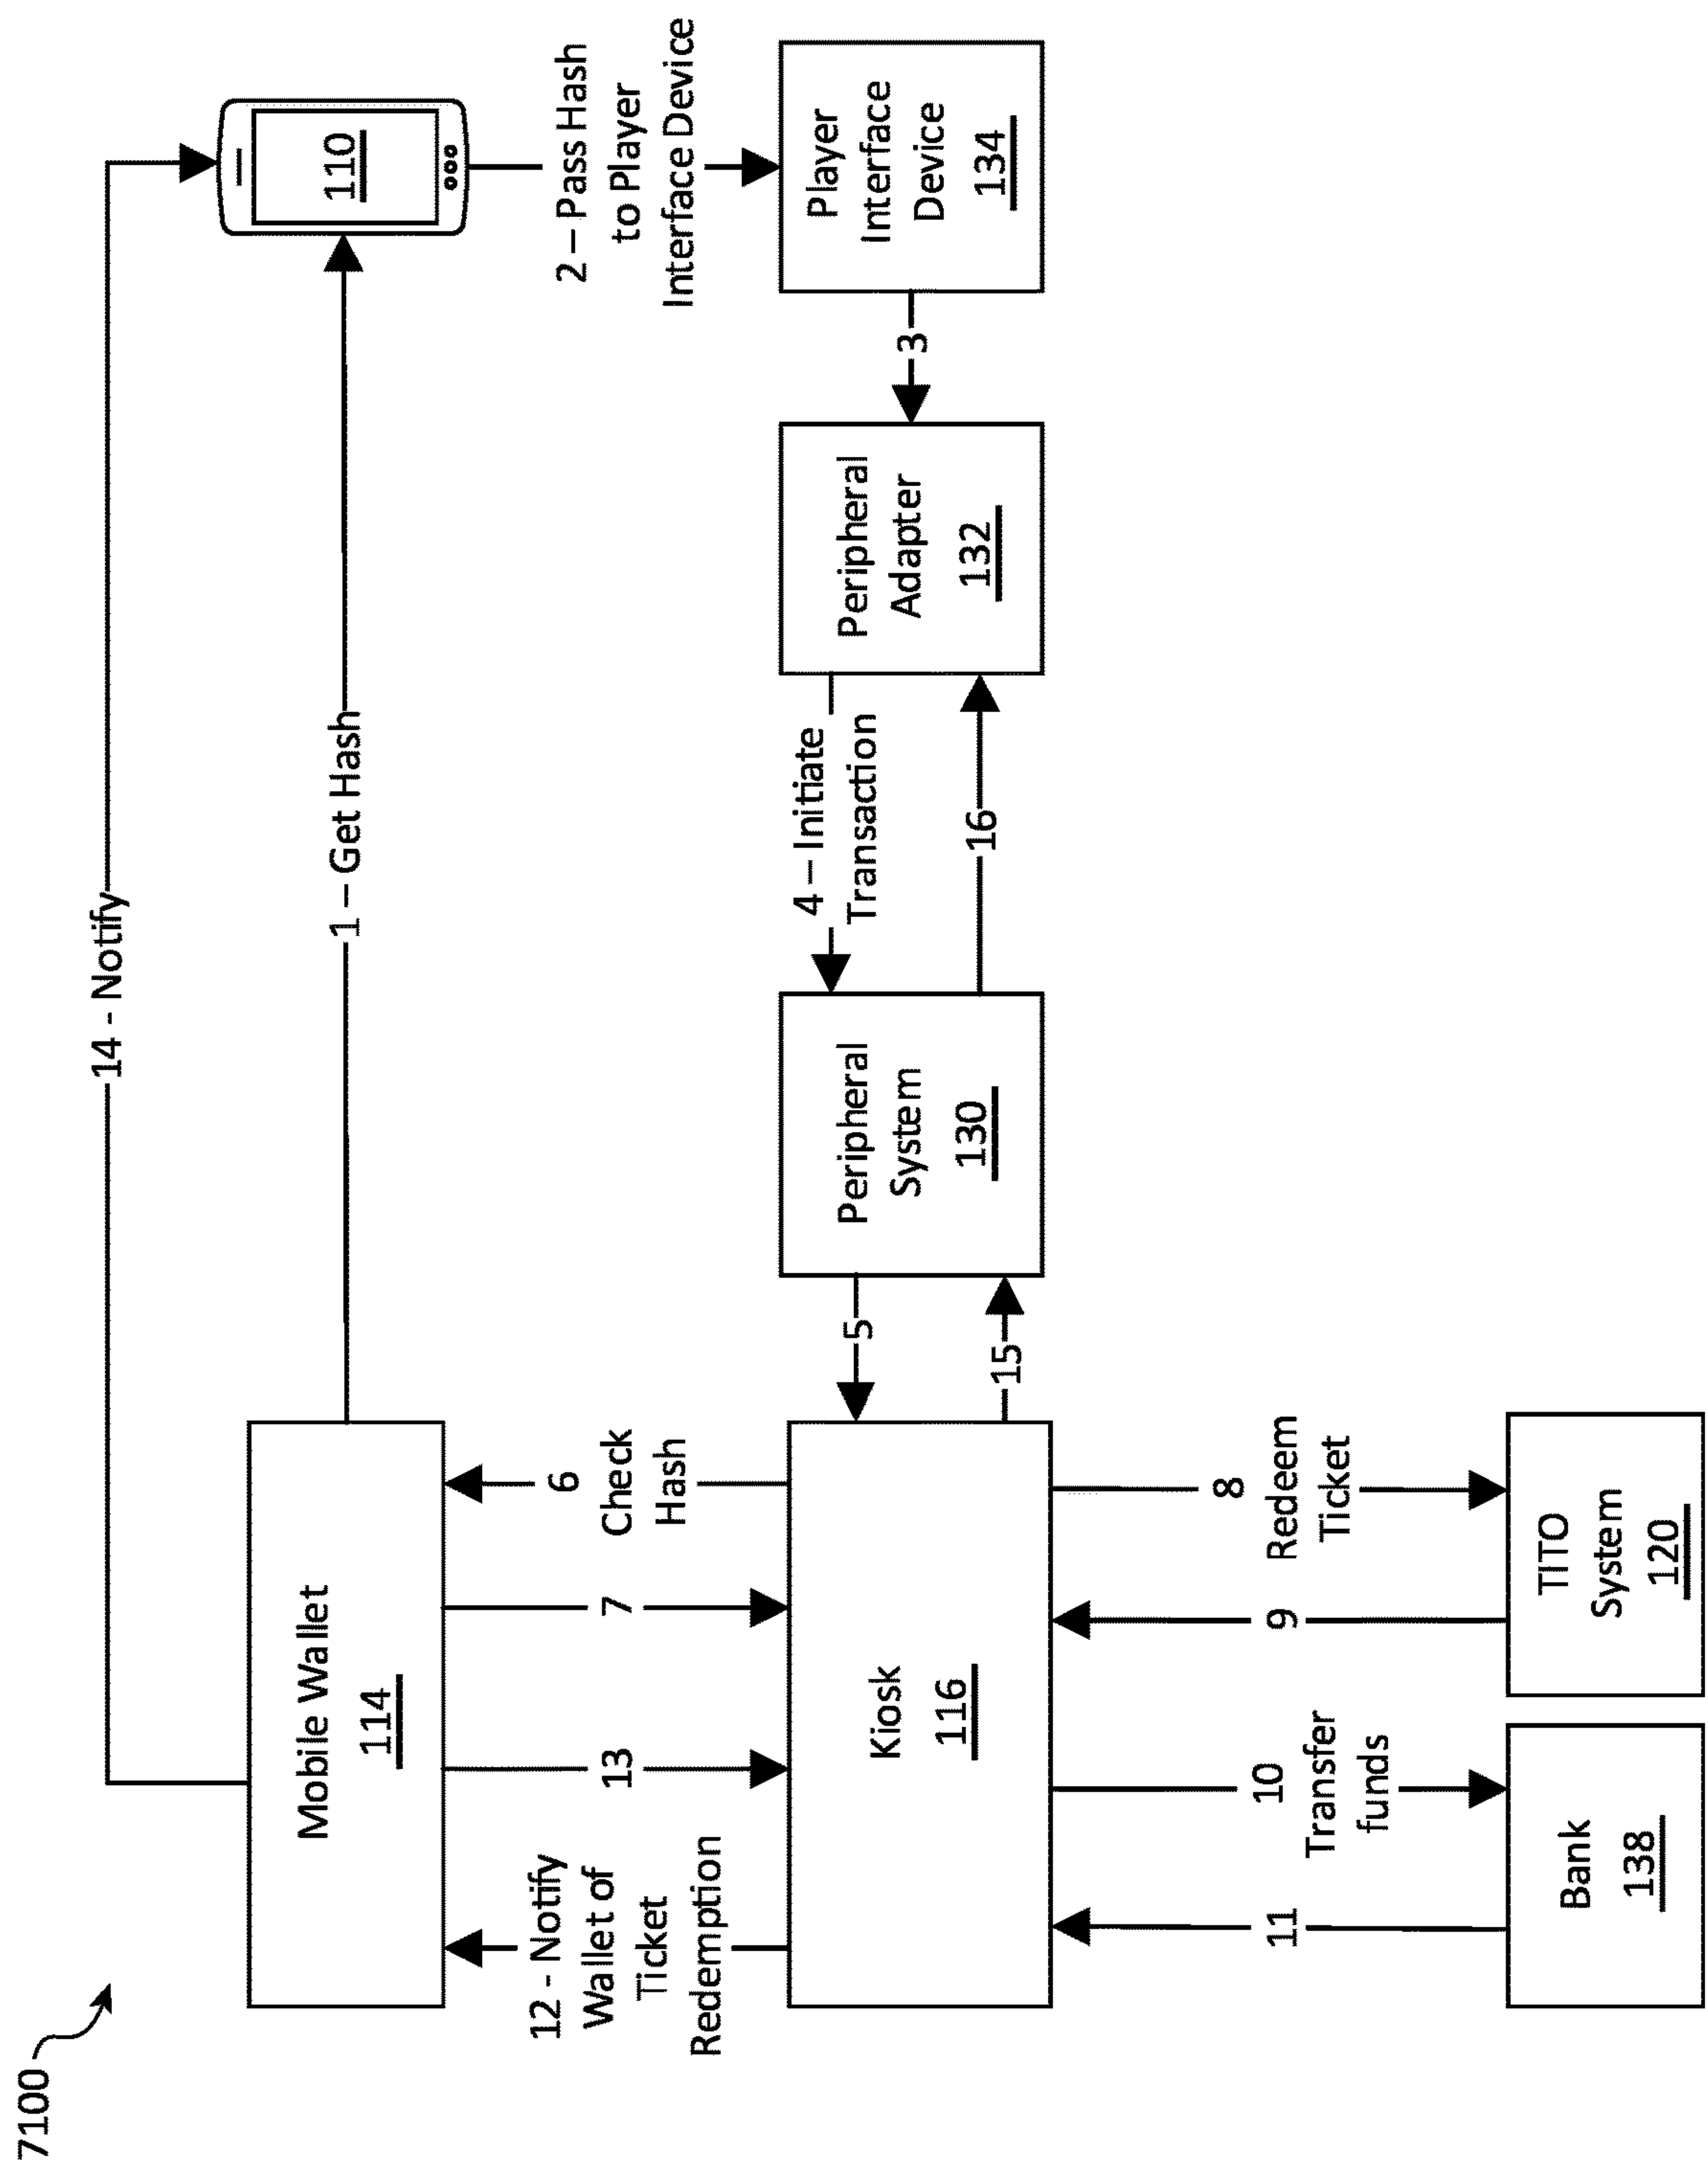 7100
14 - Notify
1 – Get Hash
110
2 – Pass Hash
to Player
Interface Device
Player
Interface
Device
134
3
Peripheral
Adapter
132
4 – Initiate
Transaction
16
Peripheral
System
130
5
15
Mobile Wallet
114
12 - Notify
Wallet of
Ticket
Redemption
13
7
6
Check
Hash
Kiosk
116
11
10
Transfer
funds
9
8
Redeem
Ticket
Bank
138
TITO
System
120